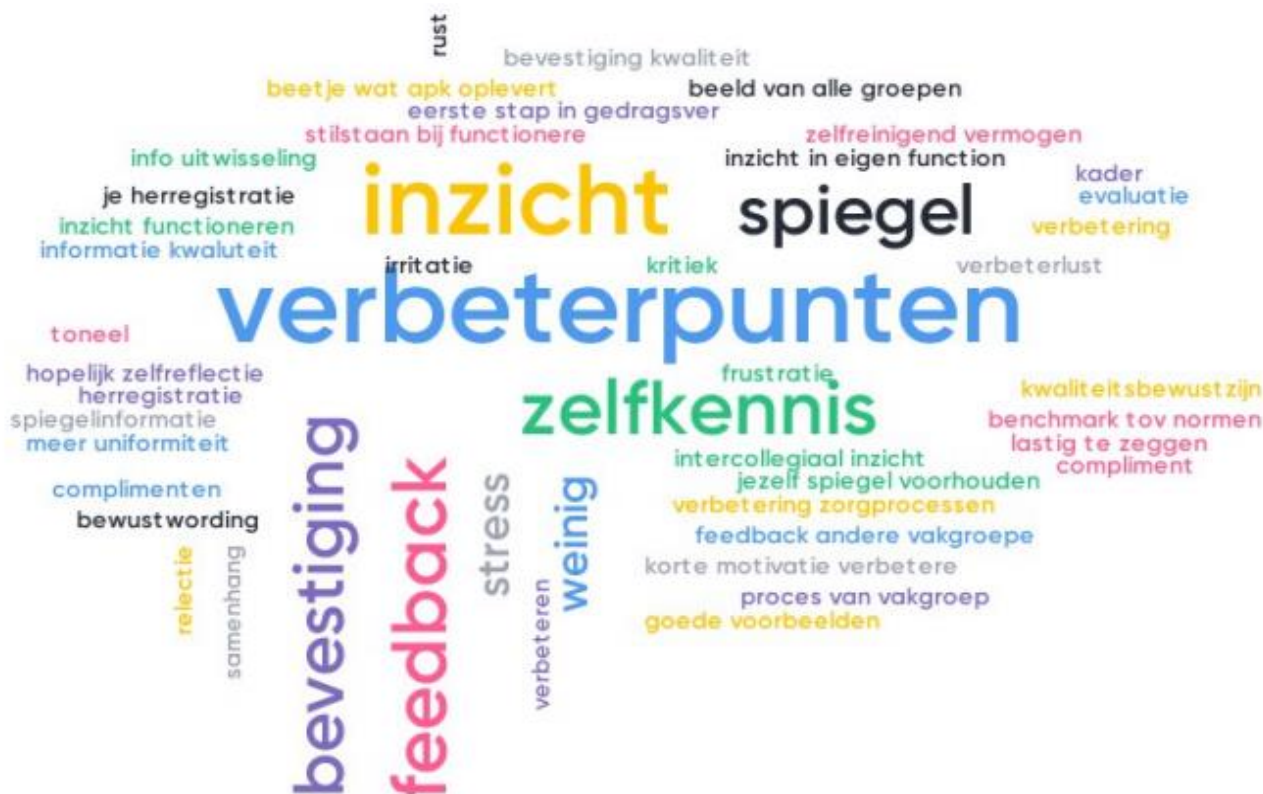 rust
bevestiging kwaliteit
beetje wat apk oplevert
beeld van alle groepen
eerste stap in gedragsver
stilstaan bij functionere
zelfreinigend vermogen
info uitwisseling
inzicht in eigen function
inzicht
spiegel
kader
je herregistratie
evaluatie
inzicht functioneren
verbetering
informatie kwaluteit
irritatie
kritiek
verbeterlust
verbeterpunten
toneel
hopelijk zelfreflectie
frustratie
herregistratie
zelfkennis
kwaliteitsbewustzijn
spiegelinformatie
benchmark tov normen
meer uniformiteit
lastig te zeggen
intercollegiaal inzicht
compliment
jezelf spiegel voorhouden
complimenten
verbetering zorgprocessen
bewustwording
feedback andere vakgroepe
korte motivatie verbetere
proces van vakgroep
goede voorbeelden
relectie
samenhang
bevestiging
feedback
stress
verbeteren
weinig